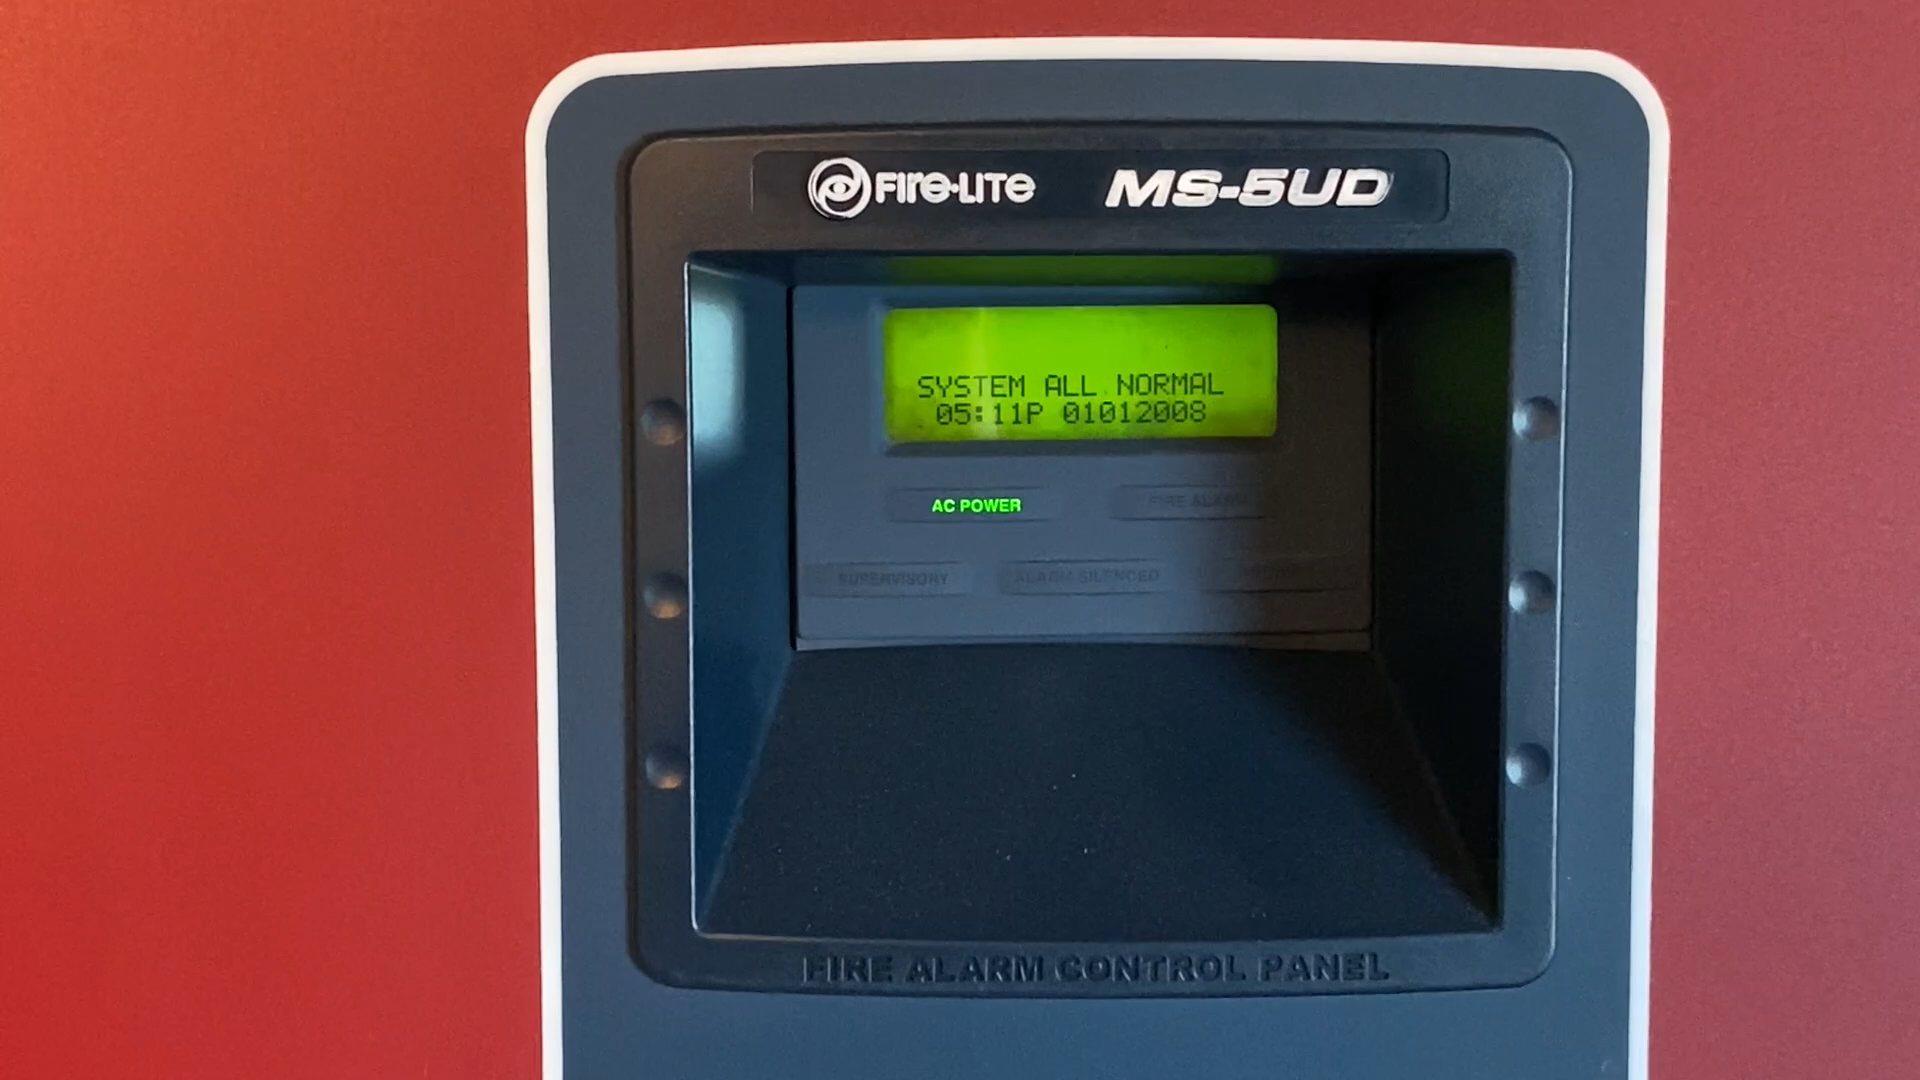 FIRE•LITE MS-5UD
SYSTEM ALL NORMAL
05:11P 01012008
AC POWER FIRE ALARM
SUPERVISORY ALARM SILENCED
FIRE ALARM CONTROL PANEL